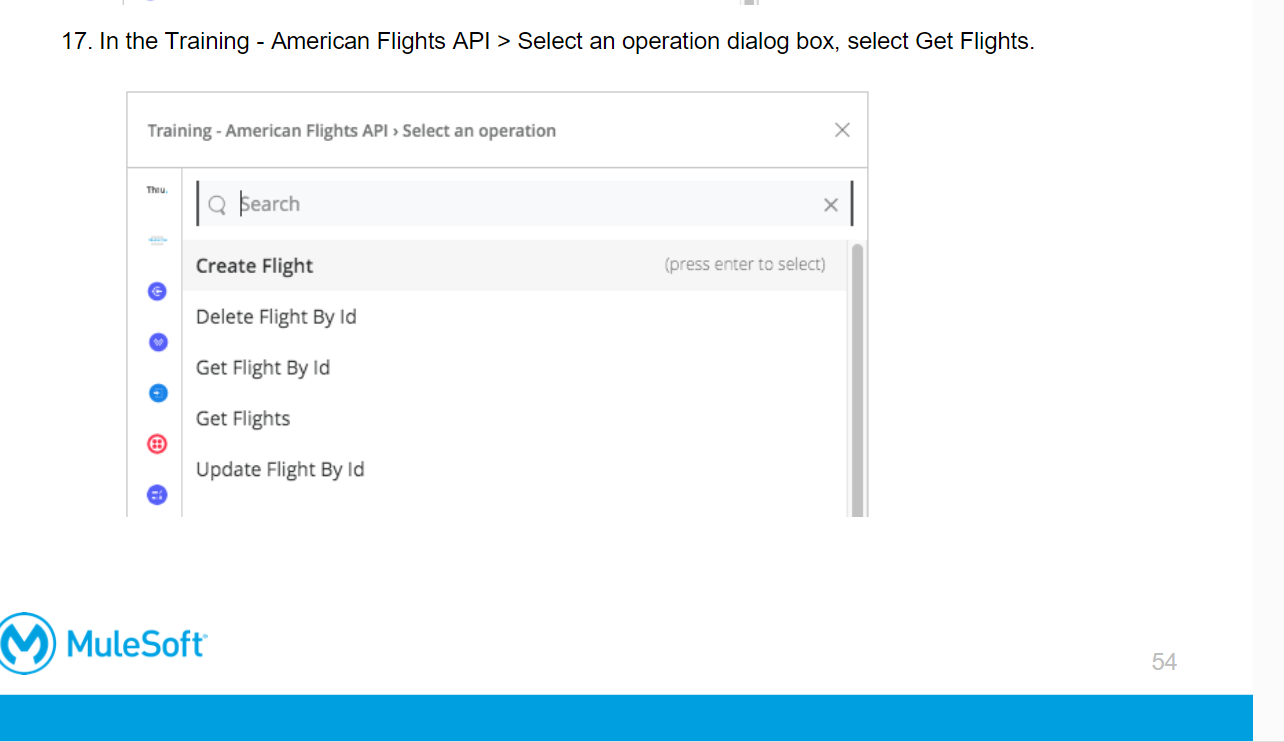 17. In the Training - American Flights API > Select an operation dialog box, select Get Flights.
Training - American Flights API › Select an operation
Thru.
Search
Create Flight (press enter to select)
Delete Flight By Id
Get Flight By Id
Get Flights
Update Flight By Id
MuleSoft
54